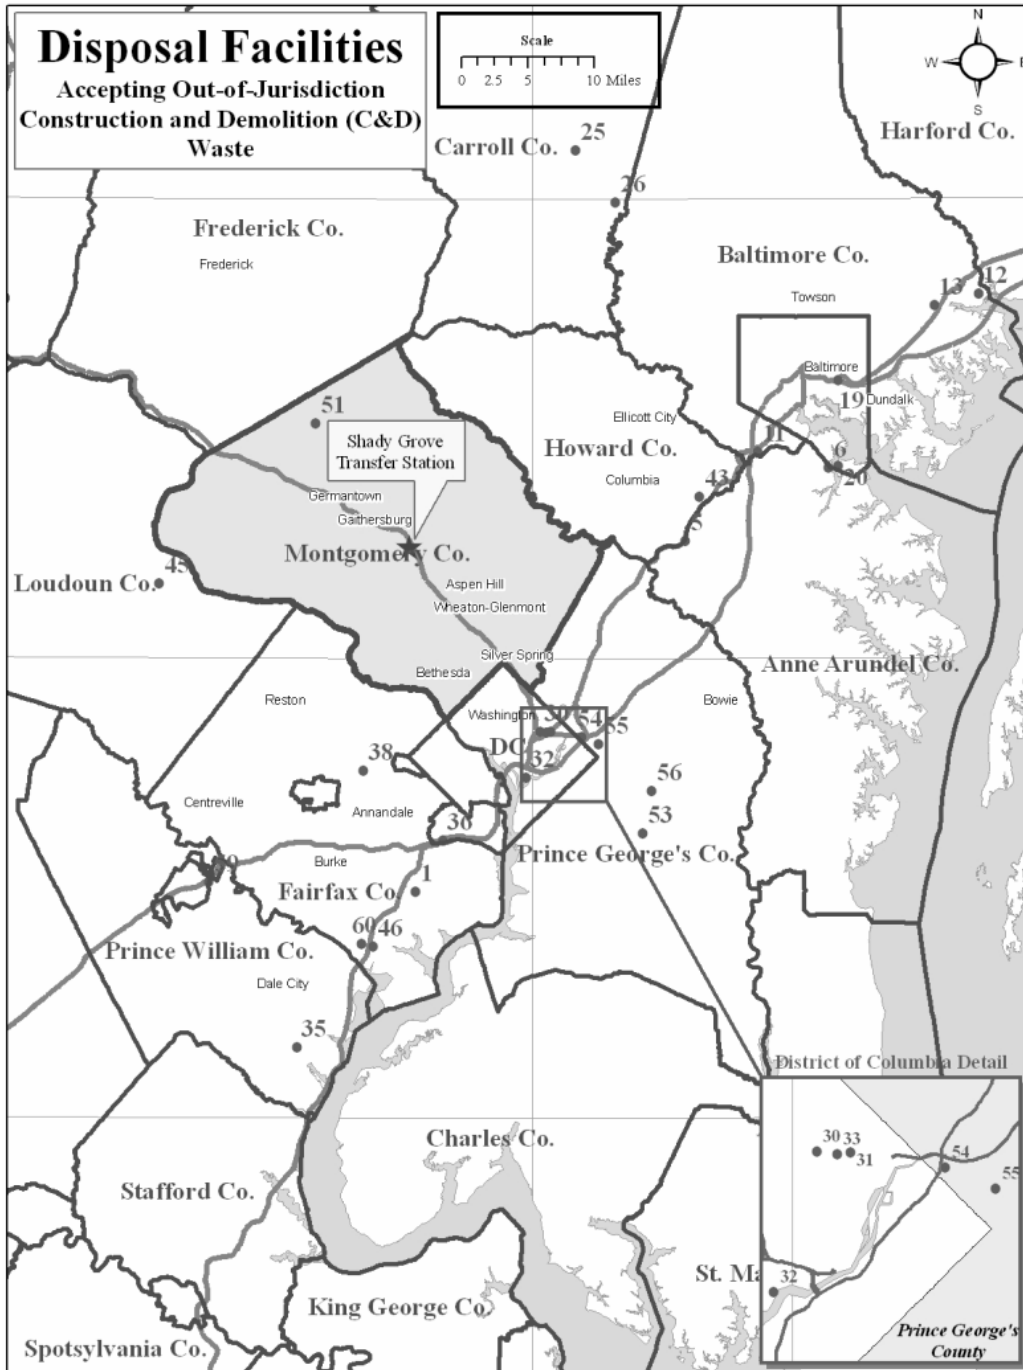 Disposal Facilities
Accepting Out-of-Jurisdiction
Construction and Demolition (C&D)
Waste
Scale
0 2.5 5 10 Miles
N
W E
S
Harford Co.
Carroll Co.
25
26
Frederick Co.
Frederick
Baltimore Co.
Towson
13
12
51
Shady Grove
Transfer Station
Baltimore
19
Dundalk
Ellicott City
11
Howard Co.
Columbia
43
6
20
5
Germantown
Gaithersburg
Montgomery Co.
Loudoun Co.
45
Aspen Hill
Wheaton-Glenmont
Silver Spring
Bethesda
Anne Arundel Co.
Reston
Bowie
Washington
54
55
DC
32
38
56
Centreville
Annandale
53
36
Prince George's Co.
Burke
Fairfax Co.
1
60
46
Prince William Co.
Dale City
35
District of Columbia Detail
30
33
31
54
55
32
Prince George's
County
Charles Co.
Stafford Co.
King George Co.
Spotsylvania Co.